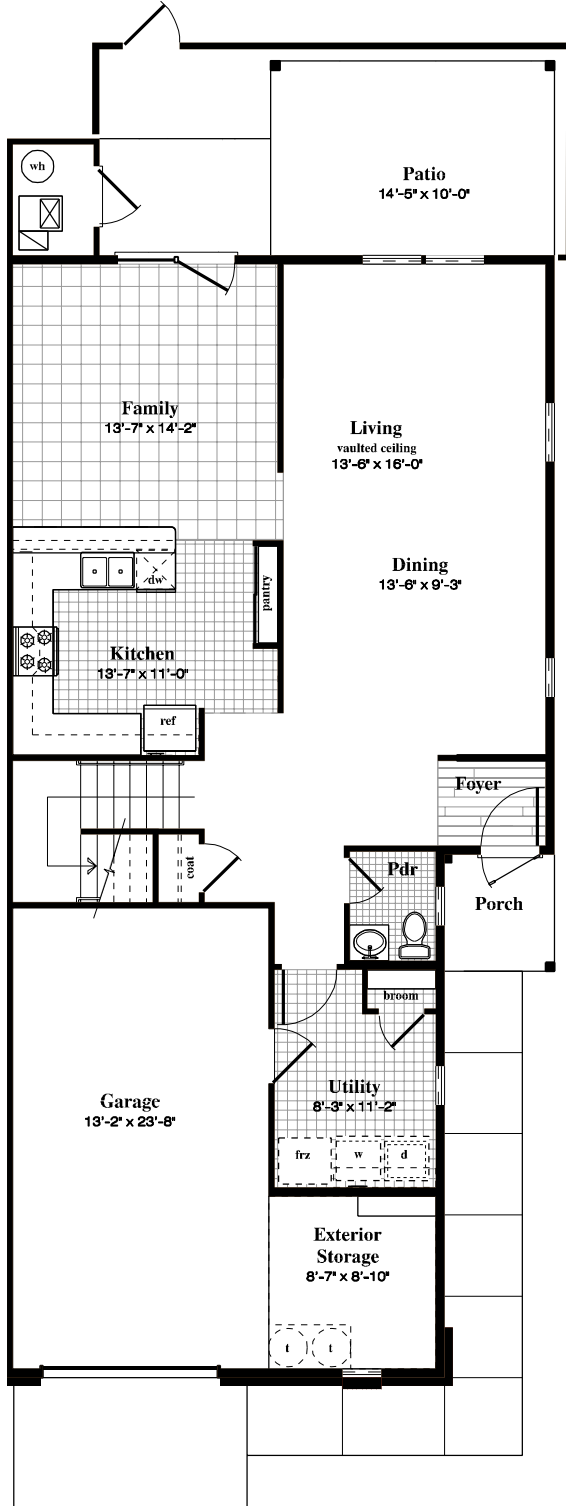 wh
Patio
14'-5" x 10'-0"
Family
13'-7" x 14'-2"
Living
vaulted ceiling
13'-6" x 16'-0"
Dining
13'-6" x 9'-3"
dw
pantry
Kitchen
13'-7" x 11'-0"
ref
Foyer
coat
Pdr
Porch
broom
Utility
8'-3" x 11'-2"
Garage
13'-2" x 23'-8"
frz
w
d
Exterior
Storage
8'-7" x 8'-10"
t
t